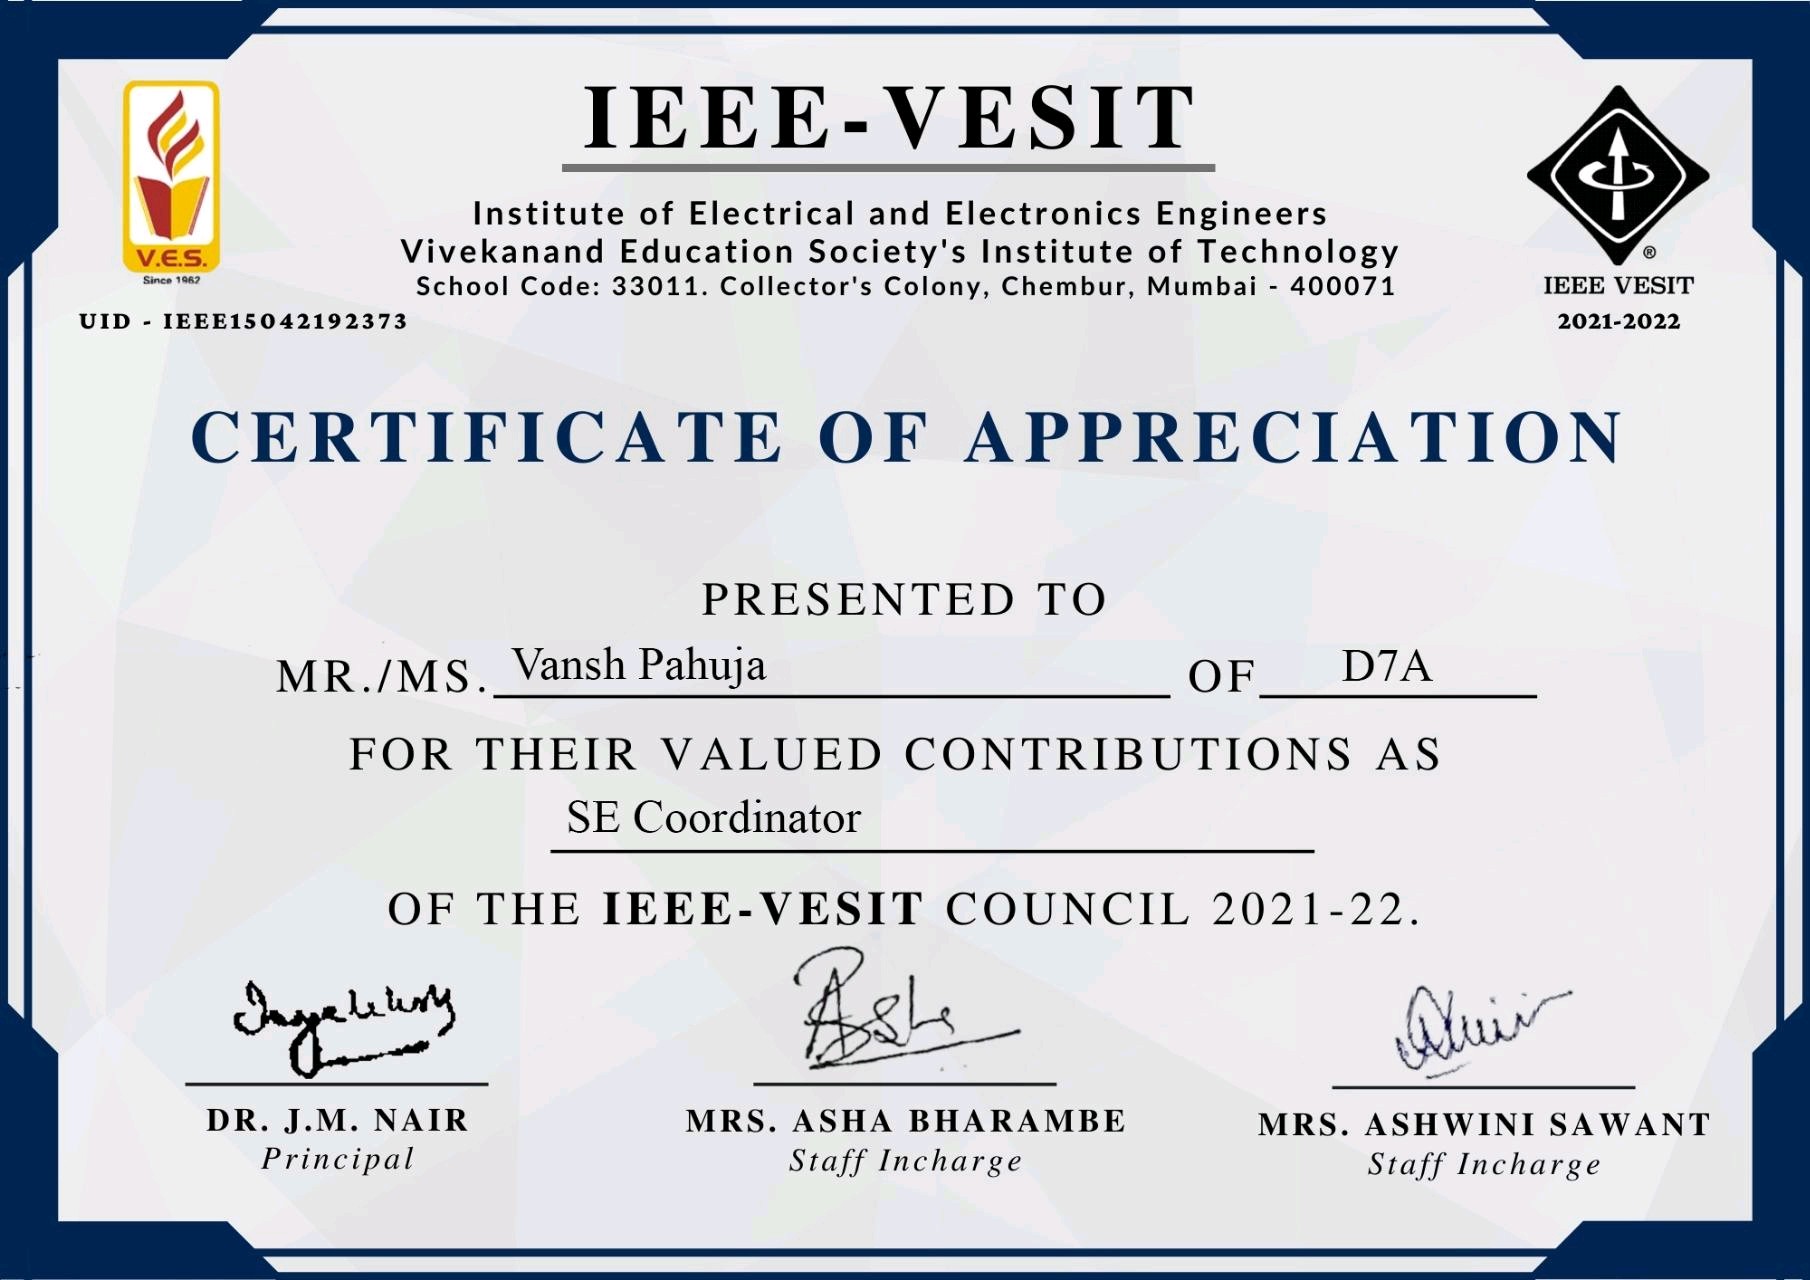 IEEE-VESIT
Institute of Electrical and Electronics Engineers
Vivekanand Education Society's Institute of Technology
School Code: 33011. Collector's Colony, Chembur, Mumbai - 400071
V.E.S.
Since 1962
UID - IEEE15042192373
®
IEEE VESIT
2021-2022
CERTIFICATE OF APPRECIATION
PRESENTED TO
MR./MS. Vansh Pahuja OF D7A
FOR THEIR VALUED CONTRIBUTIONS AS
SE Coordinator
OF THE IEEE-VESIT COUNCIL 2021-22.
Asha
DR. J.M. NAIR
Principal
MRS. ASHA BHARAMBE
Staff Incharge
MRS. ASHWINI SAWANT
Staff Incharge